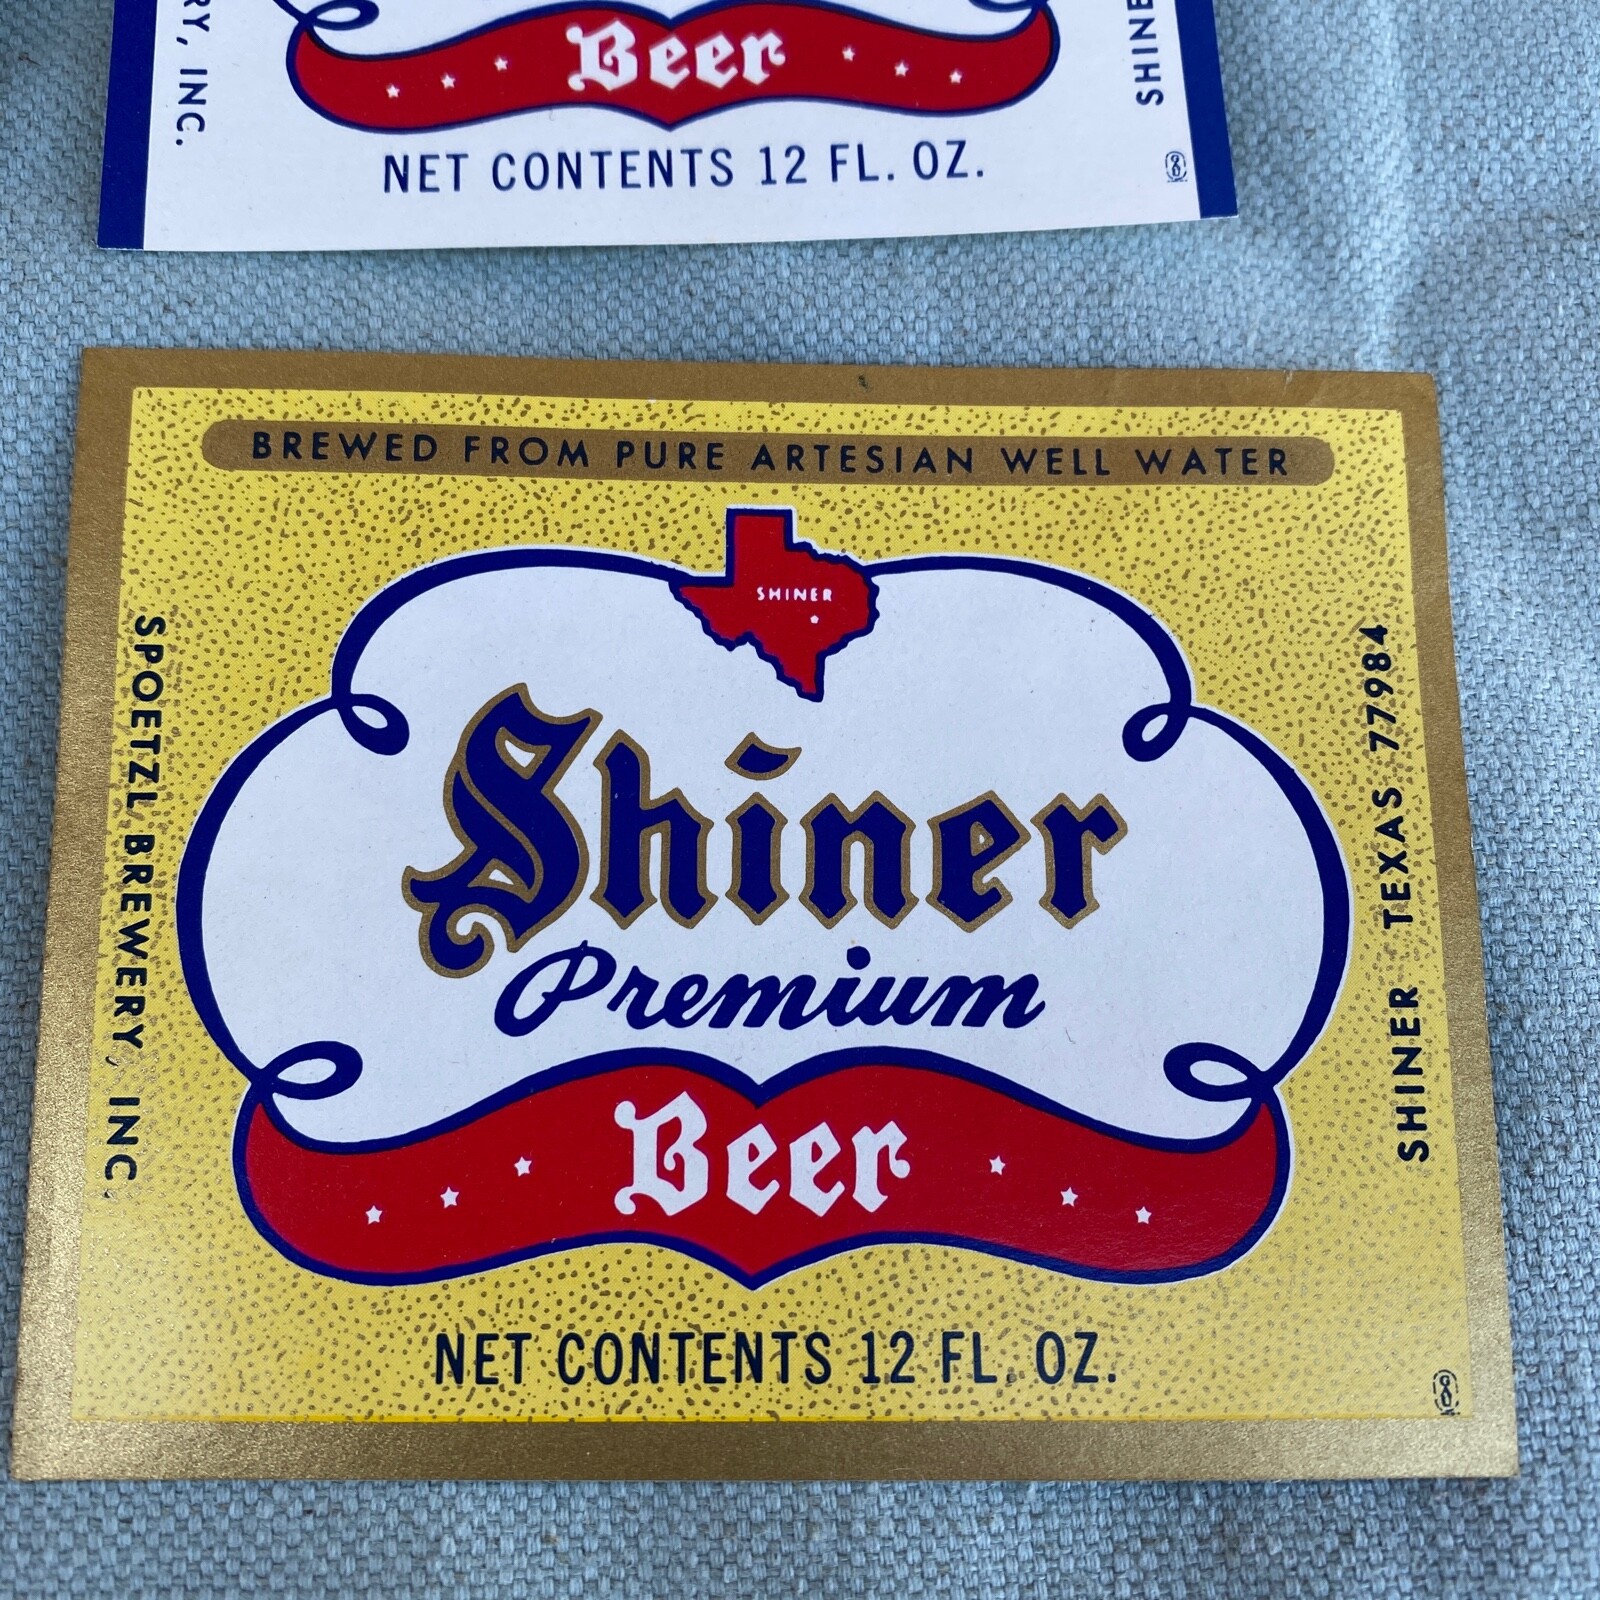 RY, INC.
Beer
SHINE
NET CONTENTS 12 FL. OZ.
BREWED FROM PURE ARTESIAN WELL WATER
SHINER
SPOETZL BREWERY, INC.
Shiner
Premium
Beer
SHINER TEXAS 77984
NET CONTENTS 12 FL. OZ.